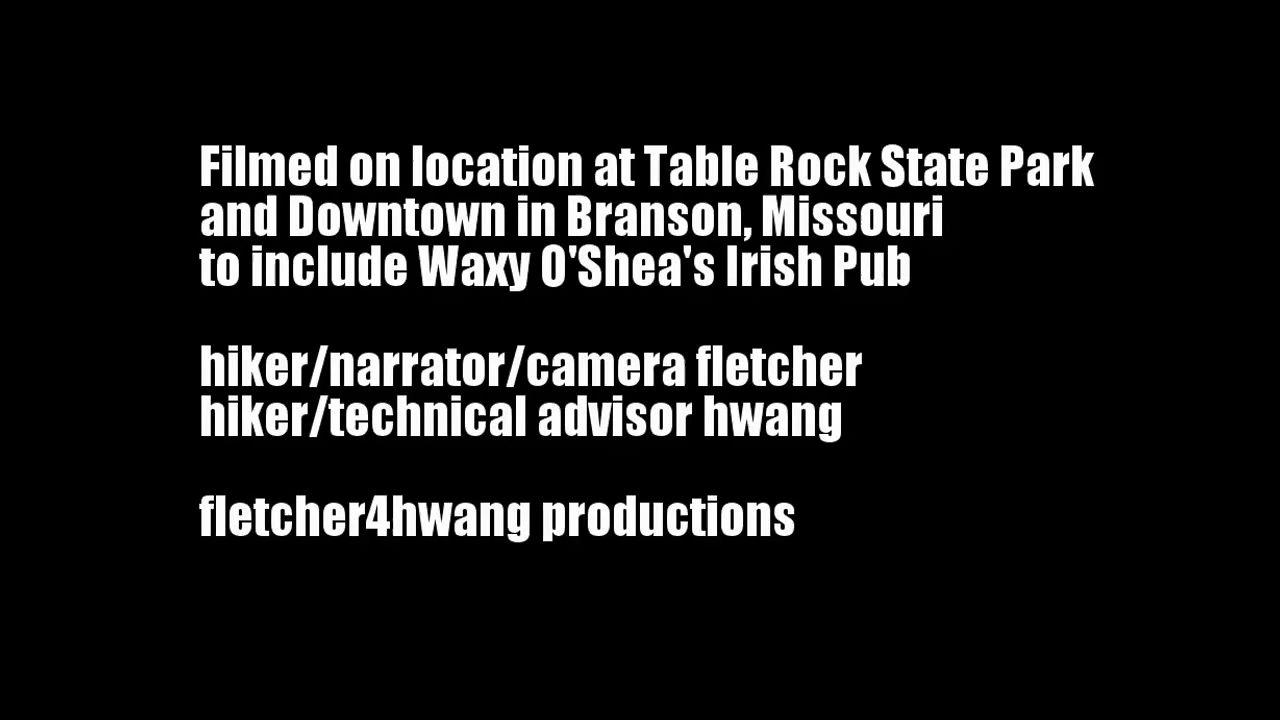 Filmed on location at Table Rock State Park
and Downtown in Branson, Missouri
to include Waxy O'Shea's Irish Pub
hiker/narrator/camera fletcher
hiker/technical advisor hwang
fletcher4hwang productions